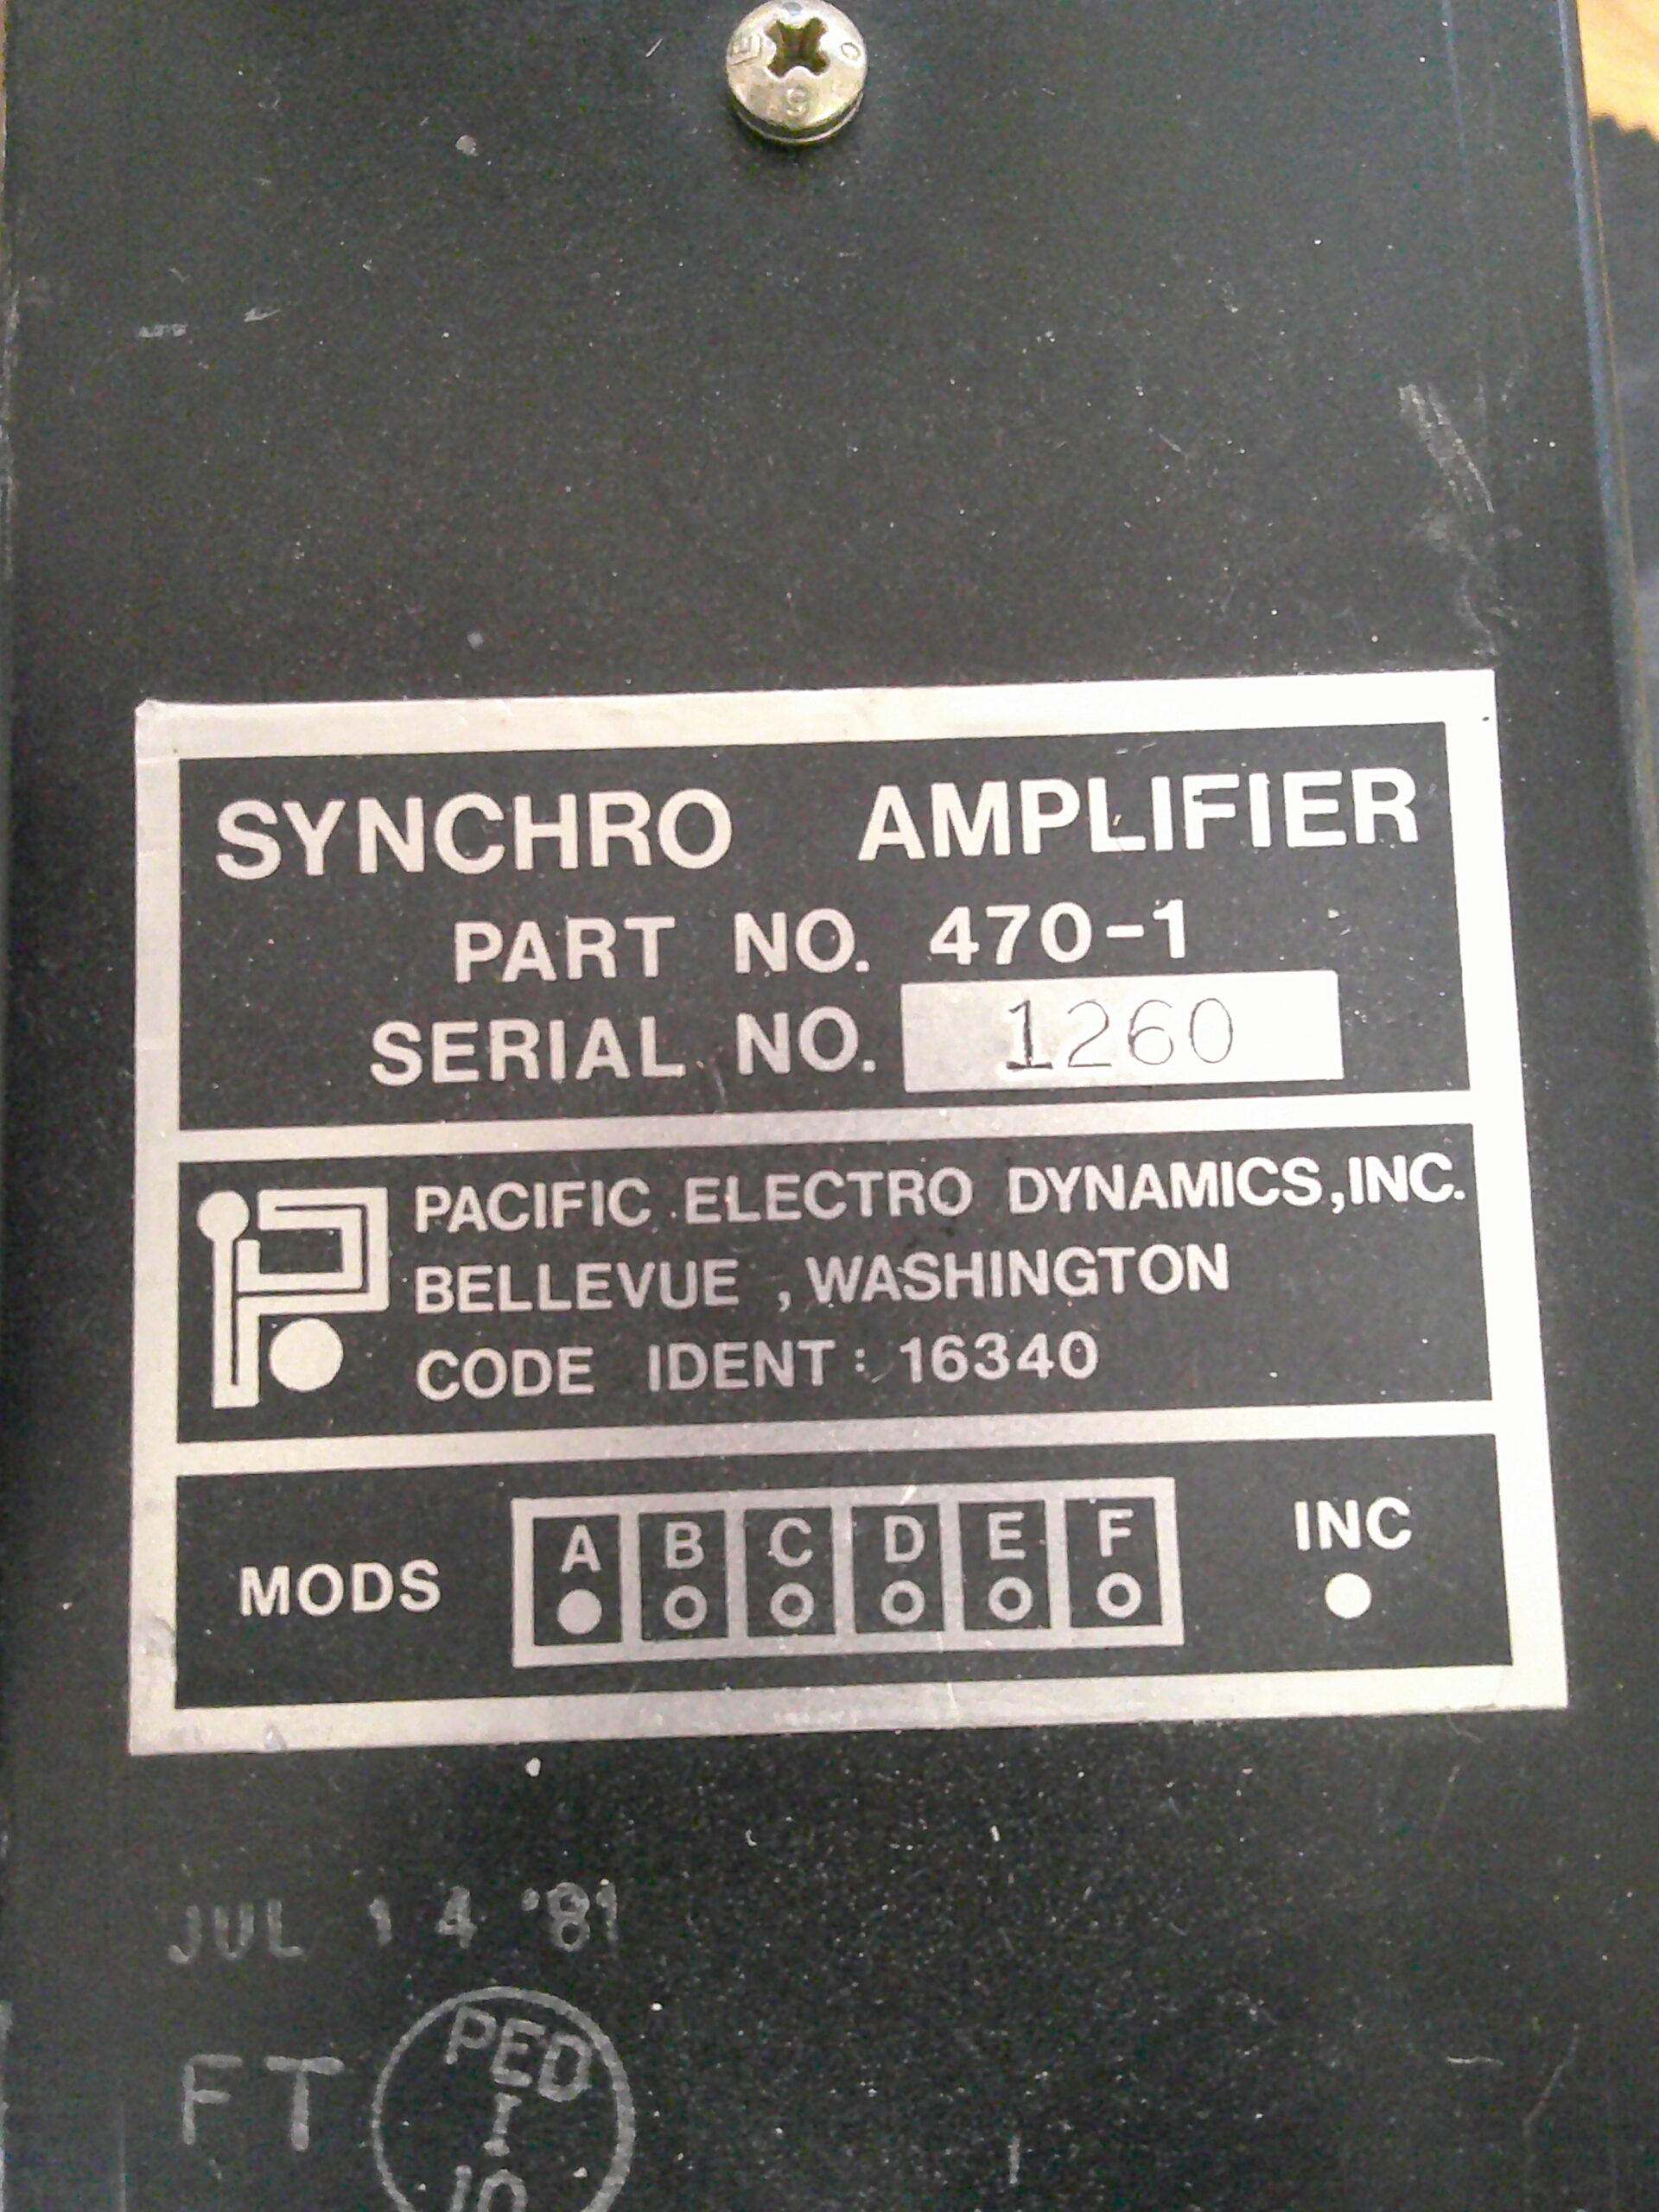 SYNCHRO AMPLIFIER
PART NO. 470-1
SERIAL NO. 1260
PACIFIC ELECTRO DYNAMICS, INC.
BELLEVUE, WASHINGTON
CODE IDENT: 16340
MODS A B C D E F INC
JUL 14 '81
FT PED
I
10